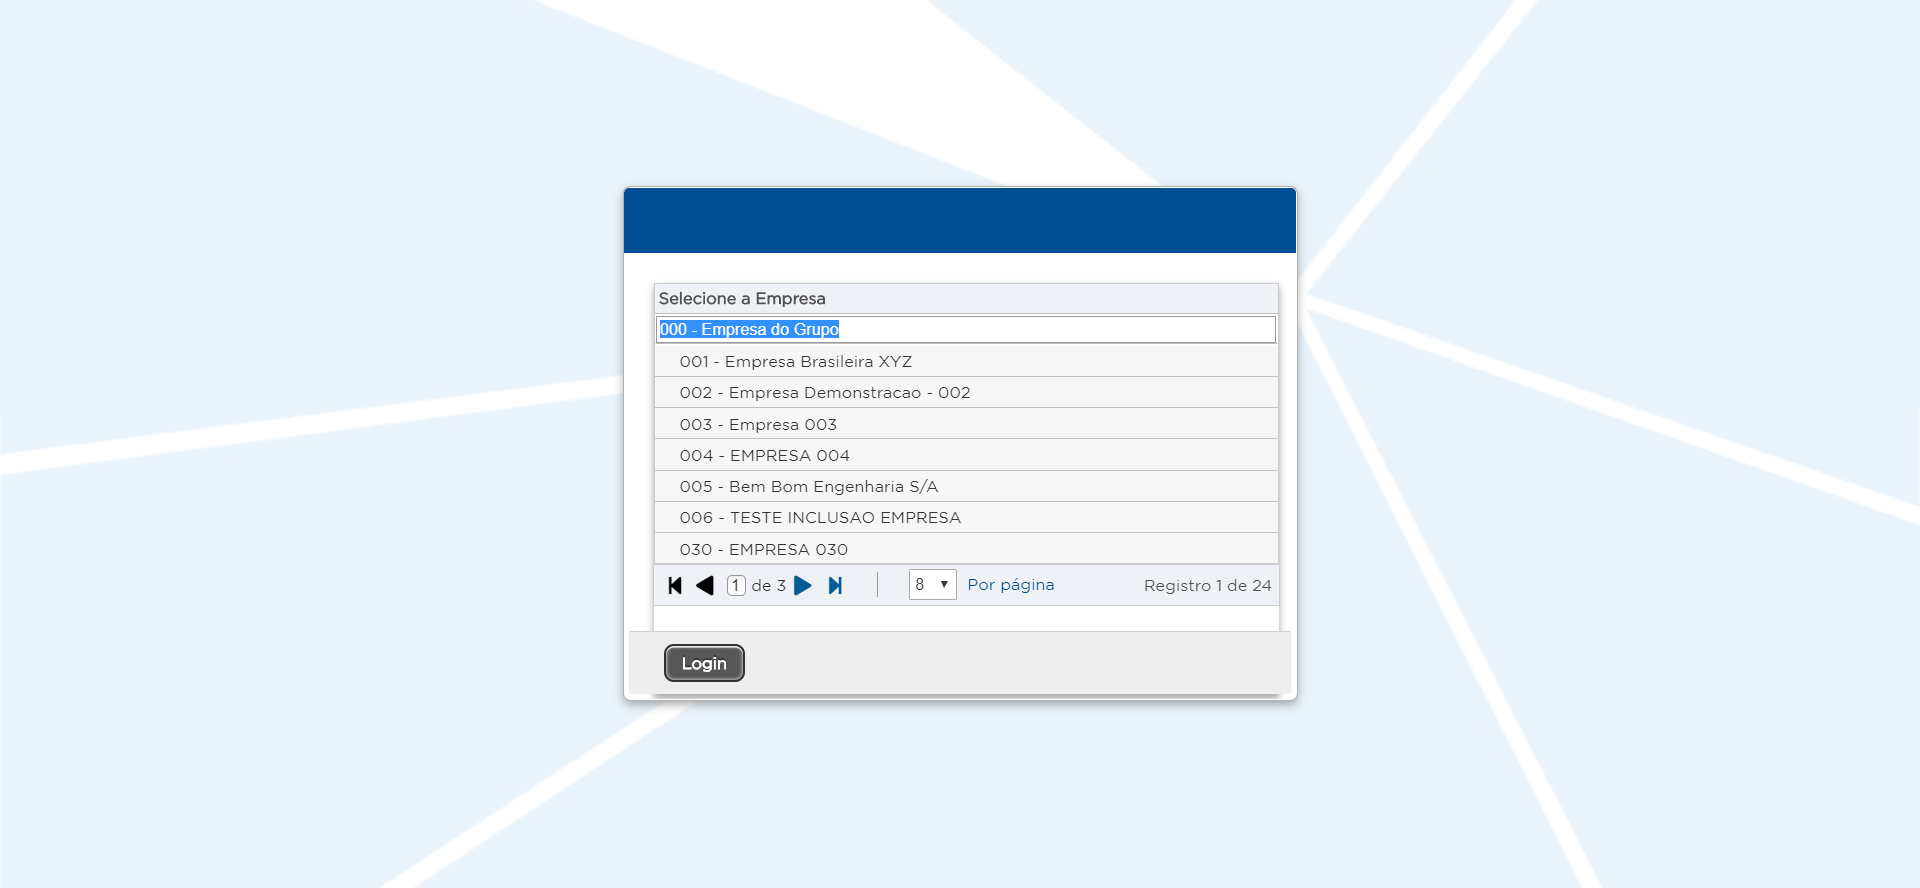 Selecione a Empresa
000 - Empresa do Grupo
001 - Empresa Brasileira XYZ
002 - Empresa Demonstracao - 002
003 - Empresa 003
004 - EMPRESA 004
005 - Bem Bom Engenharia S/A
006 - TESTE INCLUSAO EMPRESA
030 - EMPRESA 030
1 de 3 8 Por página Registro 1 de 24
Login